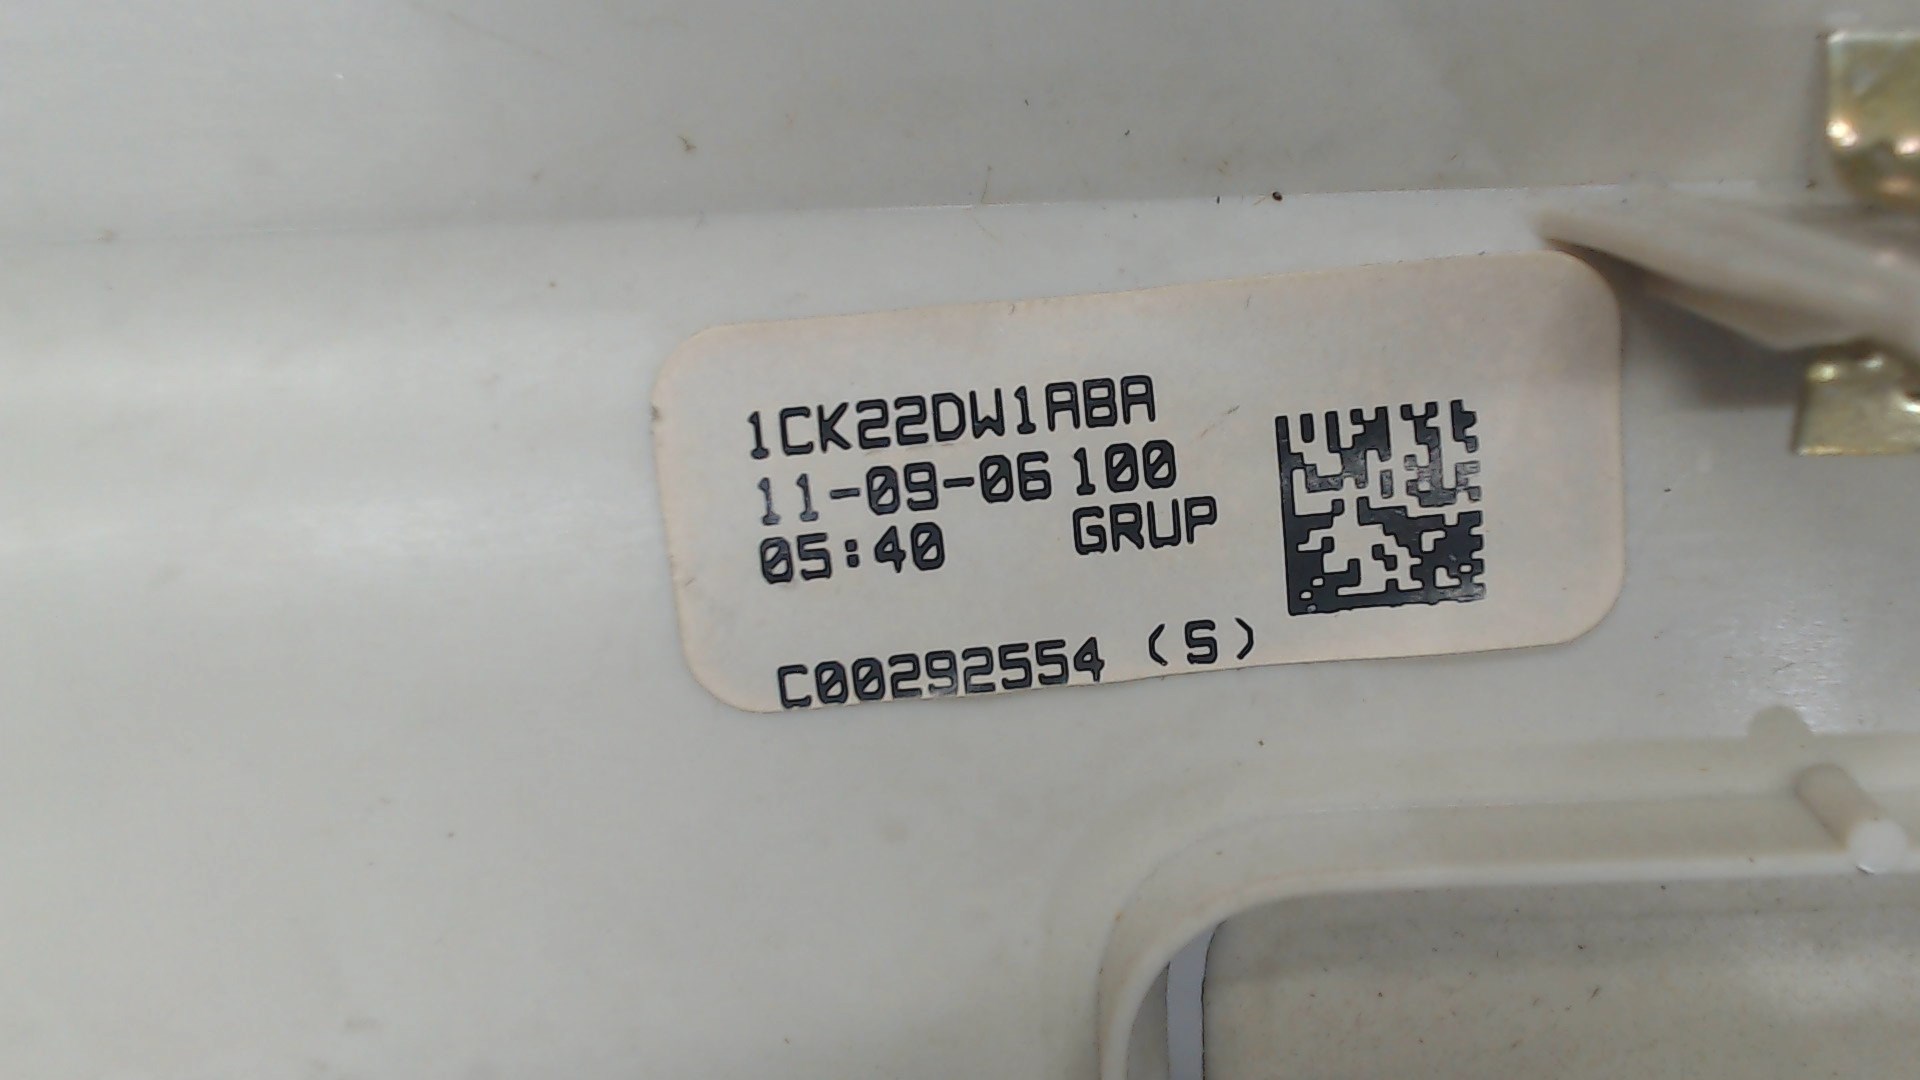 1CK22DW1ABA
11-09-06 100
05:40 GRUP
C00292554 (S)